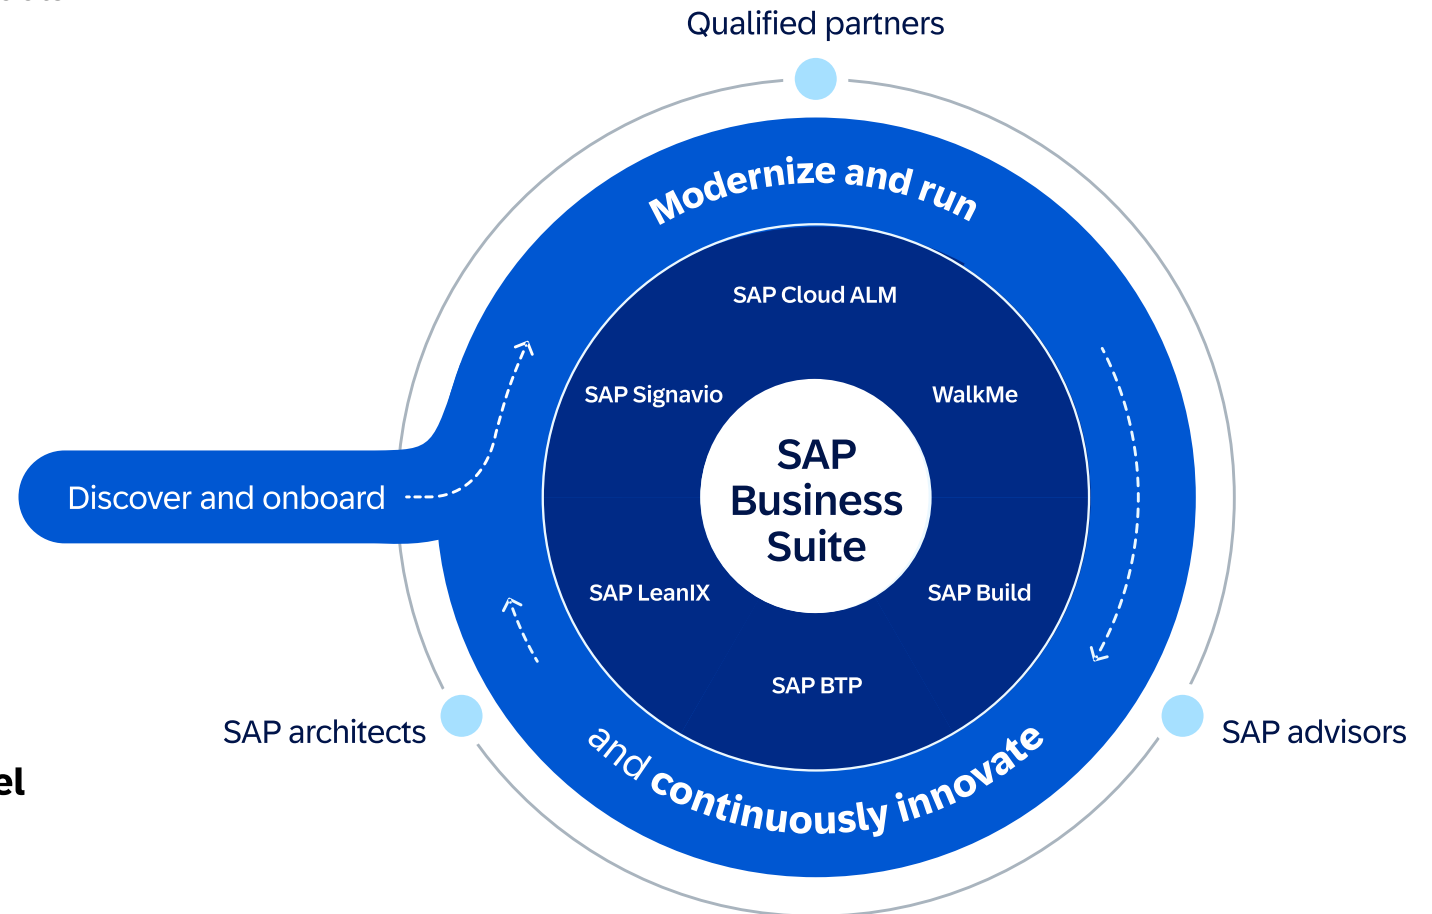 Qualified partners
Modernize and run
SAP Cloud ALM
SAP Signavio
WalkMe
SAP
Business
Suite
Discover and onboard
SAP LeanIX
SAP Build
SAP BTP
SAP architects
SAP advisors
and continuously innovate
el